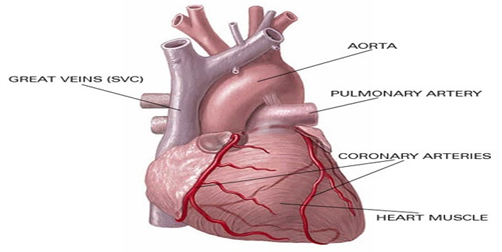 AORTA
GREAT VEINS (SVC)
PULMONARY ARTERY
CORONARY ARTERIES
HEART MUSCLE